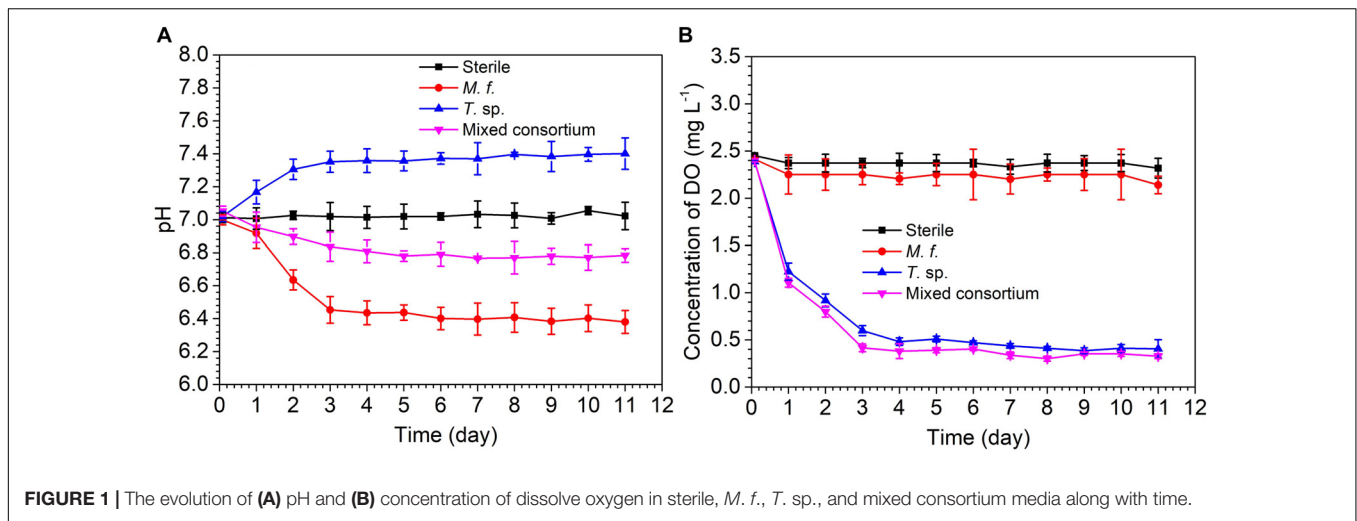 A
8.0
7.8
7.6
7.4
7.2
7.0
6.8
6.6
6.4
6.2
6.0
pH
Sterile
M. f.
T. sp.
Mixed consortium
0 1 2 3 4 5 6 7 8 9 10 11 12
Time (day)
B
3.5
3.0
2.5
2.0
1.5
1.0
0.5
0.0
Concentration of DO (mg L-1)
Sterile
M. f.
T. sp.
Mixed consortium
0 1 2 3 4 5 6 7 8 9 10 11 12
Time (day)
FIGURE 1 | The evolution of (A) pH and (B) concentration of dissolve oxygen in sterile, M. f., T. sp., and mixed consortium media along with time.